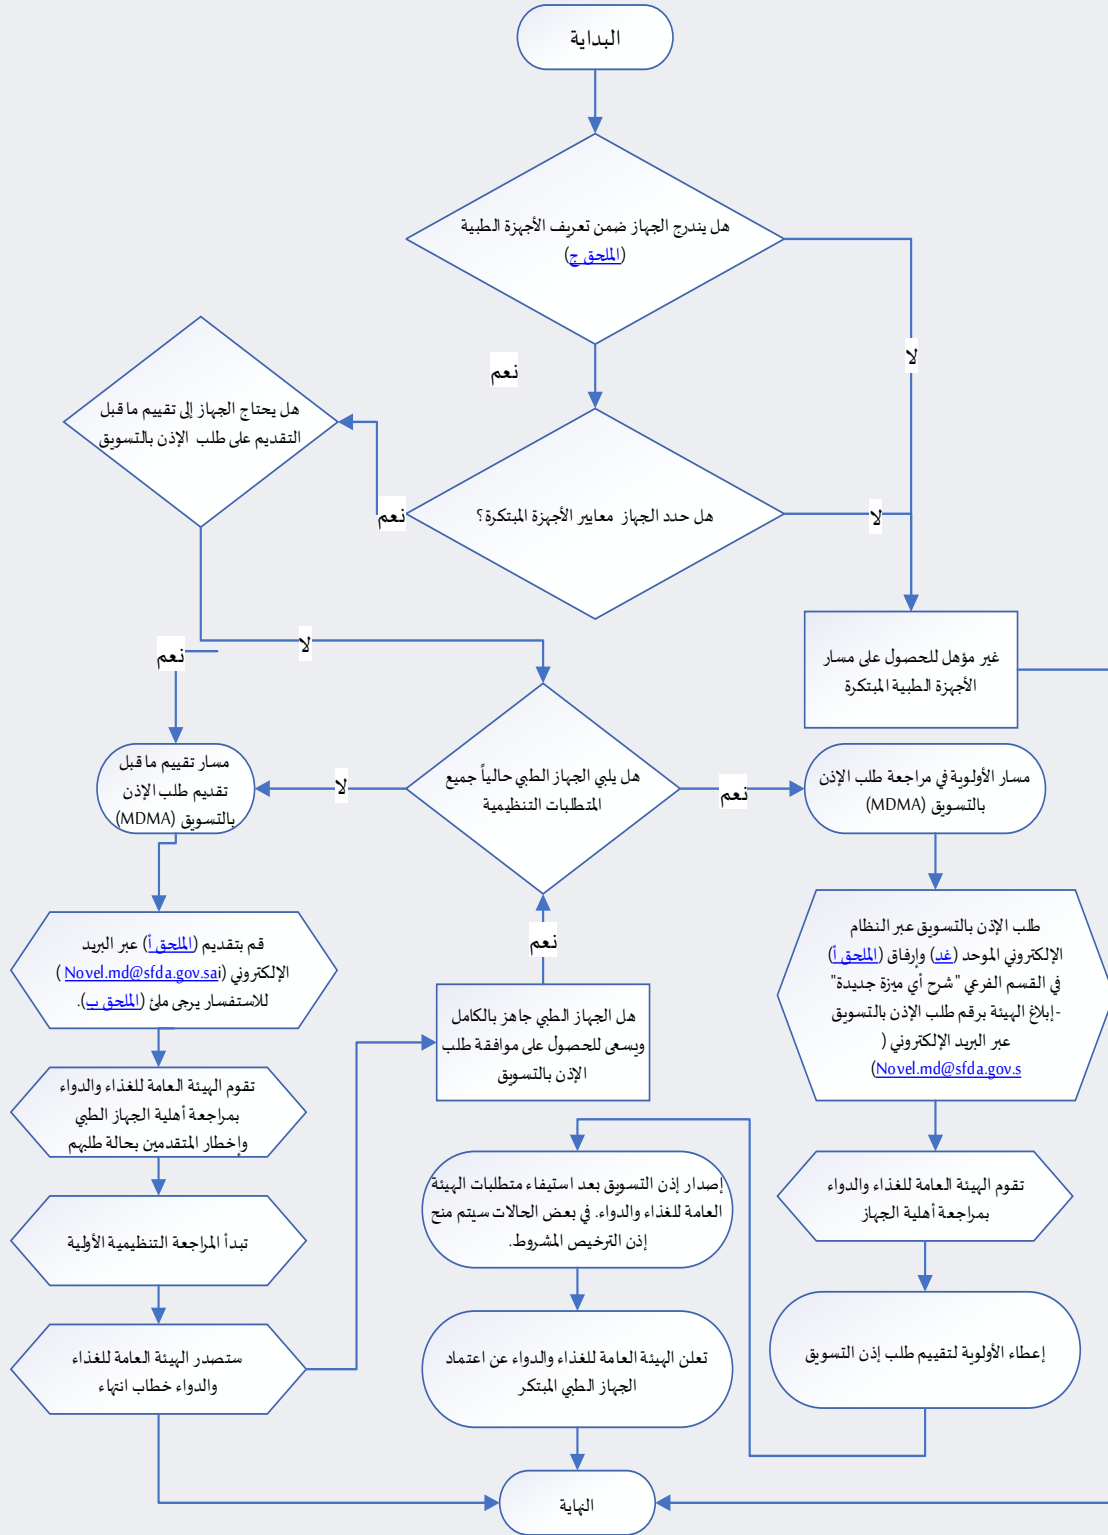 البداية
هل يندرج الجهاز ضمن تعريف الأجهزة الطبية
(الملحق ج)
لا
نعم
هل يحتاج الجهاز إلى تقييم ما قبل
التقديم على طلب الإذن بالتسويق
هل حدد الجهاز معايير الأجهزة المبتكرة؟
نعم
لا
غير مؤهل للحصول على مسار
الأجهزة الطبية المبتكرة
لا
نعم
هل يلبي الجهاز الطبي حالياً جميع
المتطلبات التنظيمية
نعم
لا
مسار الأولوية في مراجعة طلب الإذن
بالتسويق (MDMA)
مسار تقييم ما قبل
تقديم طلب الإذن
بالتسويق (MDMA)
طلب الإذن بالتسويق عبر النظام
الإلكتروني الموحد (غد) وإرفاق (الملحق أ)
في القسم الفرعي "شرح أي ميزة جديدة"
-إبلاغ الهيئة برقم طلب الإذن بالتسويق
عبر البريد الإلكتروني (
Novel.md@sfda.gov.s)
نعم
قم بتقديم (الملحق أ) عبر البريد
الإلكتروني (Novel.md@sfda.gov.sai )
للاستفسار يرجى ملئ (الملحق ب).
هل الجهاز الطبي جاهز بالكامل
ويسعى للحصول على موافقة طلب
الإذن بالتسويق
تقوم الهيئة العامة للغذاء والدواء
بمراجعة أهلية الجهاز الطبي
وإخطار المتقدمين بحالة طلبهم
تقوم الهيئة العامة للغذاء والدواء
بمراجعة أهلية الجهاز
إصدار إذن التسويق بعد استيفاء متطلبات الهيئة
العامة للغذاء والدواء. في بعض الحالات سيتم منح
إذن الترخيص المشروط.
تبدأ المراجعة التنظيمية الأولية
إعطاء الأولوية لتقييم طلب إذن التسويق
تعلن الهيئة العامة للغذاء والدواء عن اعتماد
الجهاز الطبي المبتكر
ستصدر الهيئة العامة للغذاء
والدواء خطاب انتهاء
النهاية